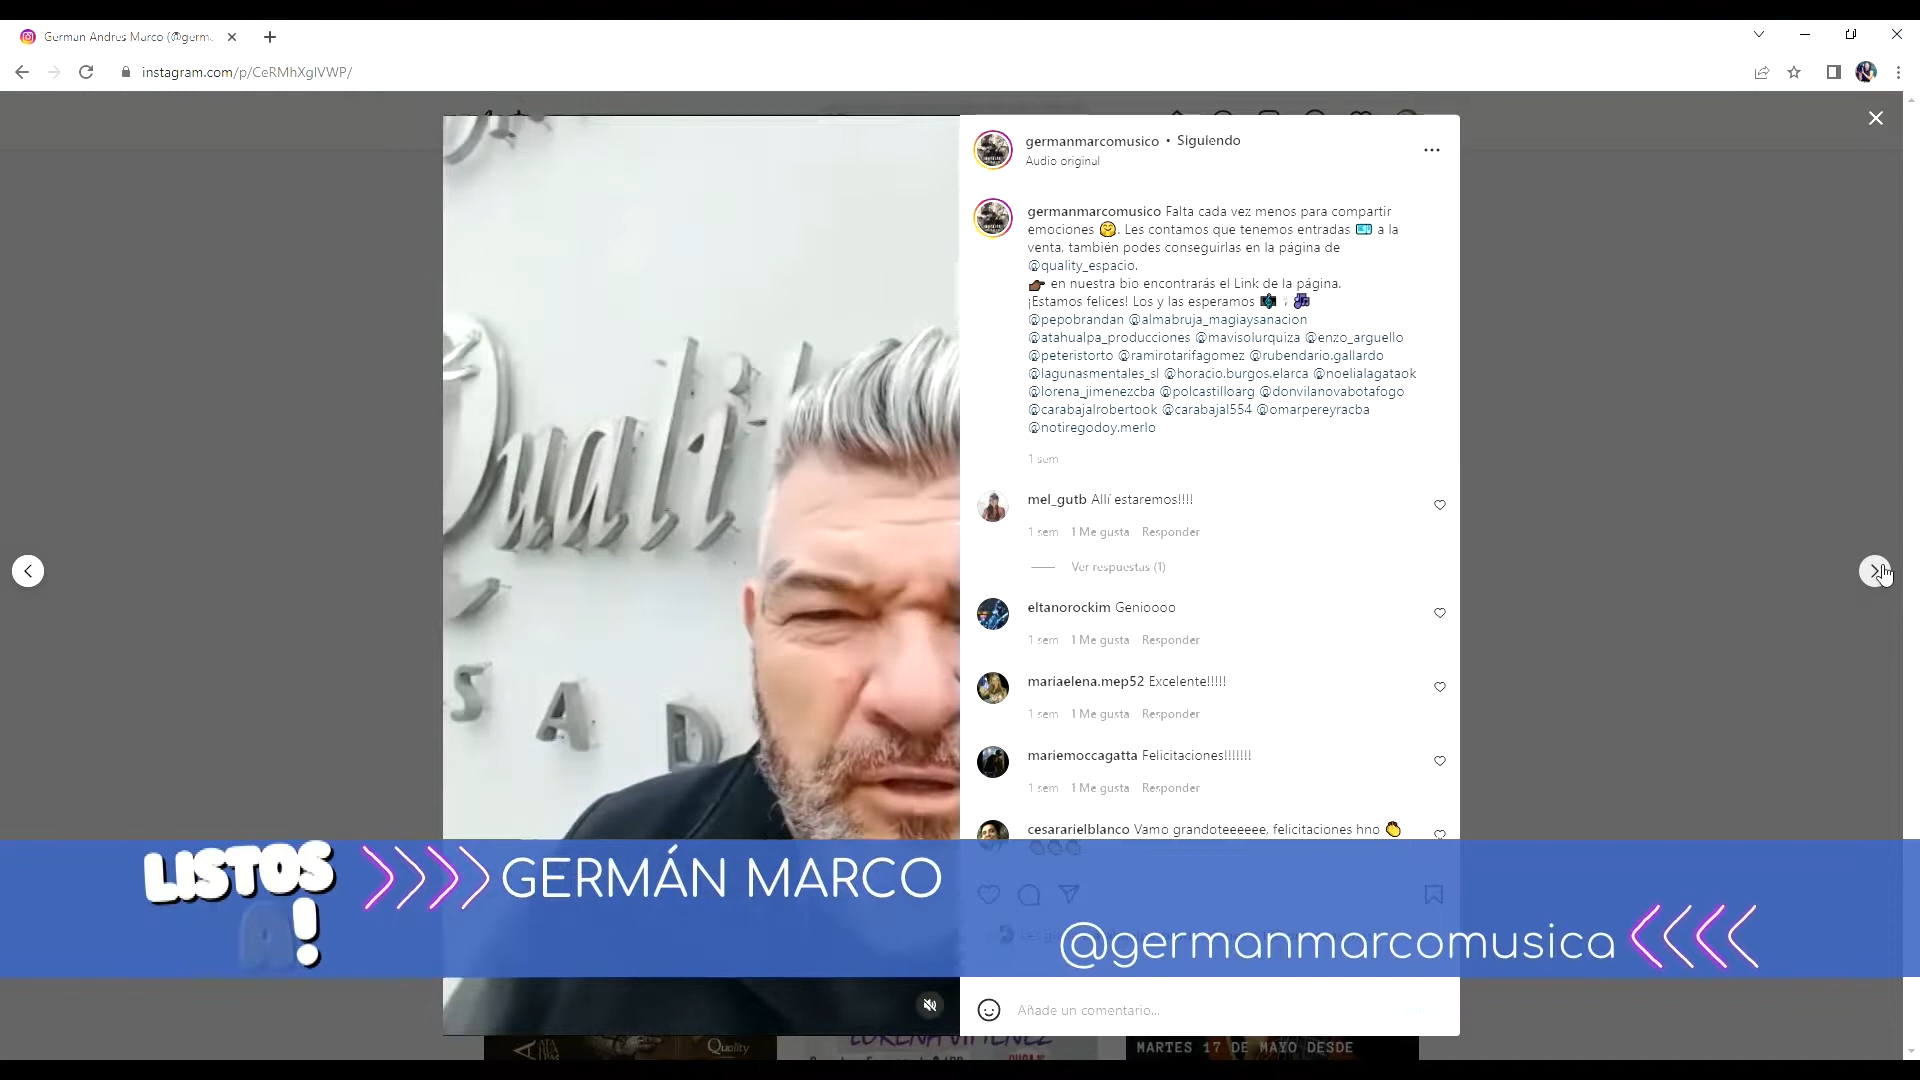 German Andres Marco (@germ
instagram.com/p/CeRMhXglVWP/
germanmarcomusico • Siguiendo
Audio original
germanmarcomusico Falta cada vez menos para compartir
emociones 🤗. Les contamos que tenemos entradas 🎫 a la
venta, también podes conseguirlas en la página de
@quality_espacio.
👉🏾 en nuestra bio encontrarás el Link de la página.
¡Estamos felices! Los y las esperamos
@pepobrandan @almabruja_magiaysanacion
@atahualpa_producciones @mavisolurquiza @enzo_arguello
@peteristorto @ramirotarifagomez @rubendario.gallardo
@lagunasmentales_sl @horacio.burgos.elarca @noelialagataok
@lorena_jimenezcba @polcastilloarg @donvilanovabotafogo
@carabajalrobertook @carabajal554 @omarpereyracba
@notiregodoy.merlo
1 sem
mel_gutb Allí estaremos!!!!
1 sem 1 Me gusta Responder
Ver respuestas (1)
eltanorockim Genioooo
1 sem 1 Me gusta Responder
mariaelena.mep52 Excelente!!!!!
1 sem 1 Me gusta Responder
mariemoccagatta Felicitaciones!!!!!!!
1 sem 1 Me gusta Responder
cesararielblanco Vamo grandoteeeeee, felicitaciones hno 👏
👏👏👏
Añade un comentario...
Quali
S A D
LISTOS
A!
GERMÁN MARCO
@germanmarcomusica
Quality
LORENA JIMENEZ
MARTES 17 DE MAYO DESDE